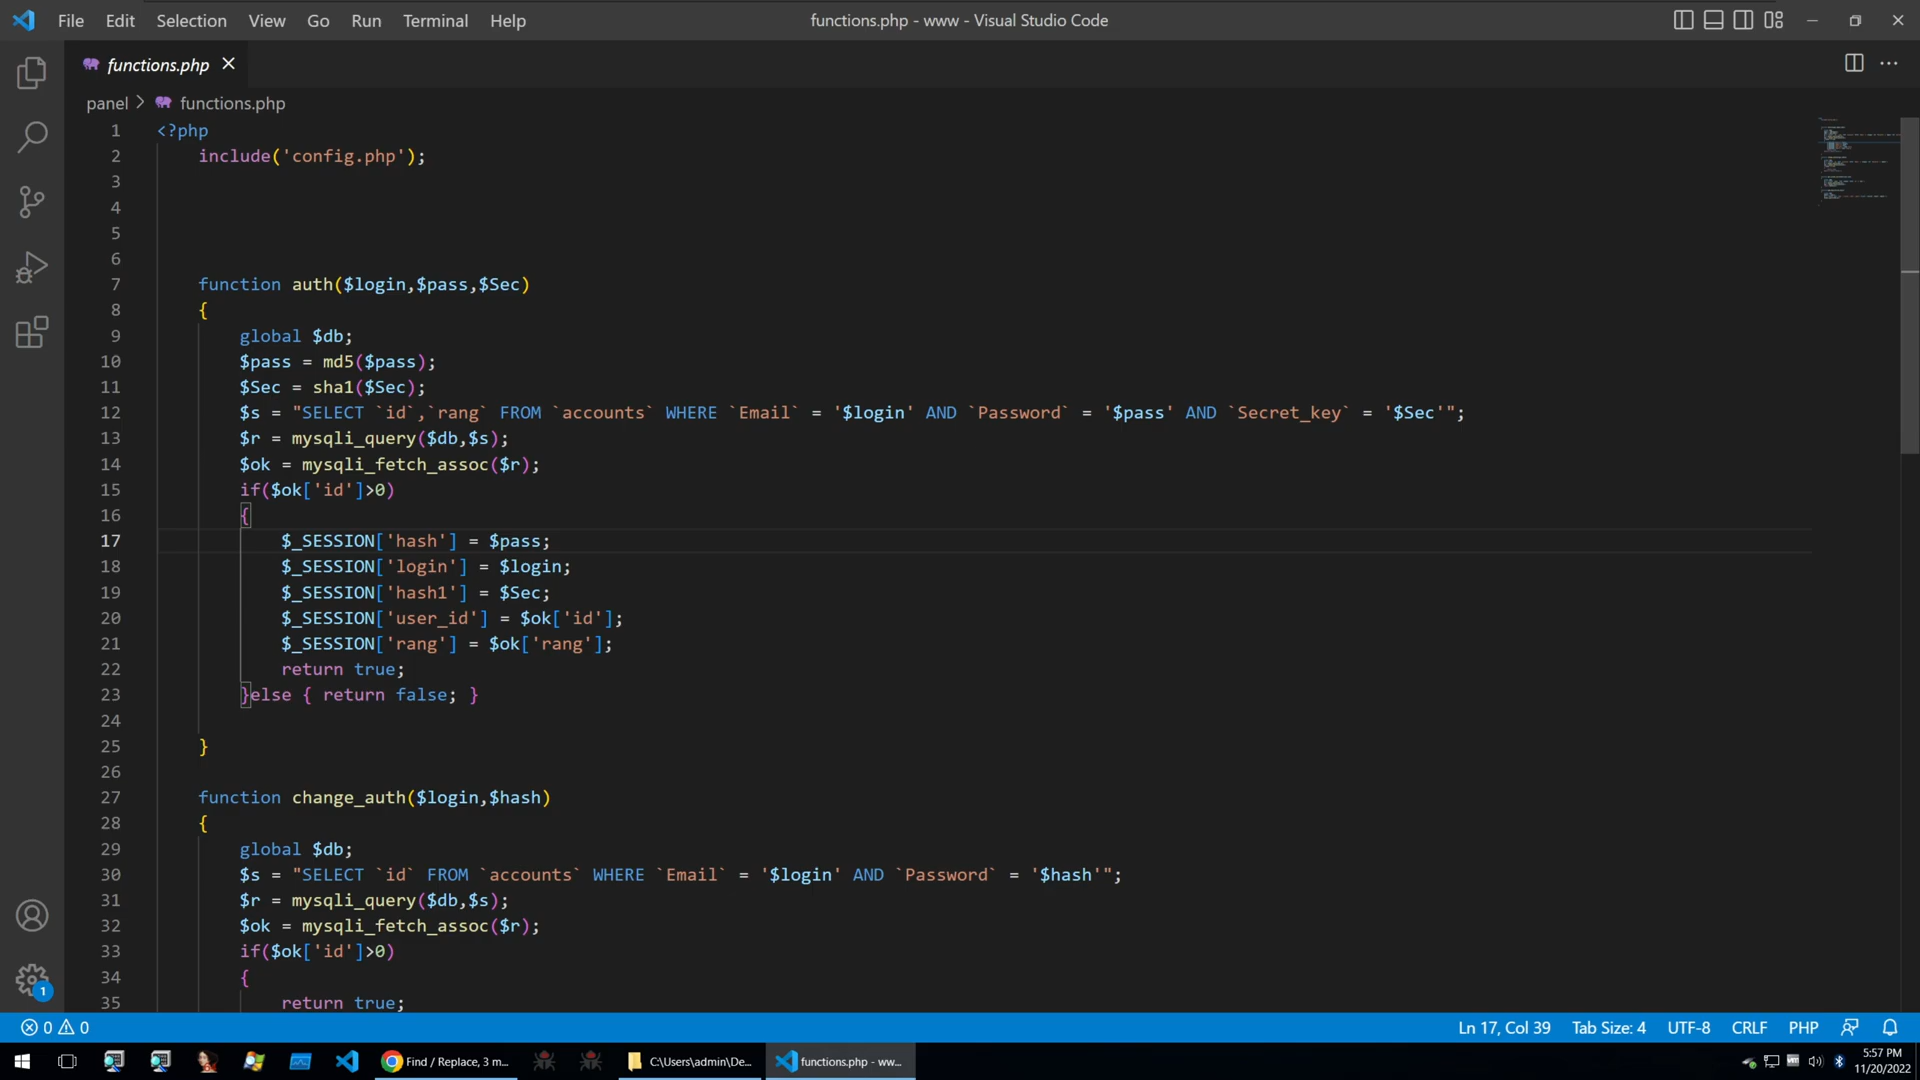 File Edit Selection View Go Run Terminal Help
functions.php - www - Visual Studio Code
functions.php
panel > functions.php
1 <?php
2 include('config.php');
3
4
5
6
7 function auth($login,$pass,$Sec)
8 {
9 global $db;
10 $pass = md5($pass);
11 $Sec = sha1($Sec);
12 $s = "SELECT `id`,`rang` FROM `accounts` WHERE `Email` = '$login' AND `Password` = '$pass' AND `Secret_key` = '$Sec'";
13 $r = mysqli_query($db,$s);
14 $ok = mysqli_fetch_assoc($r);
15 if($ok['id']>0)
16 {
17 $_SESSION['hash'] = $pass;
18 $_SESSION['login'] = $login;
19 $_SESSION['hash1'] = $Sec;
20 $_SESSION['user_id'] = $ok['id'];
21 $_SESSION['rang'] = $ok['rang'];
22 return true;
23 }else { return false; }
24
25 }
26
27 function change_auth($login,$hash)
28 {
29 global $db;
30 $s = "SELECT `id` FROM `accounts` WHERE `Email` = '$login' AND `Password` = '$hash'";
31 $r = mysqli_query($db,$s);
32 $ok = mysqli_fetch_assoc($r);
33 if($ok['id']>0)
34 {
35 return true;
1
0 0
Ln 17, Col 39 Tab Size: 4 UTF-8 CRLF PHP
Find / Replace, 3 m...
C:\Users\admin\De...
functions.php - ww...
5:57 PM
11/20/2022